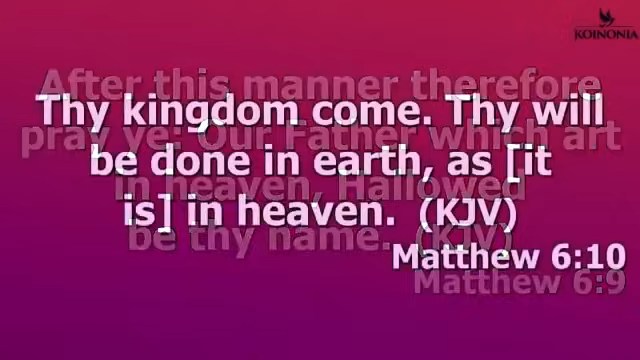 KOINONIA
After this manner therefore
pray ye: Our Father which art
in heaven, Hallowed
be thy name. (KJV)
Matthew 6:9
Thy kingdom come. Thy will
be done in earth, as [it
is] in heaven. (KJV)
Matthew 6:10